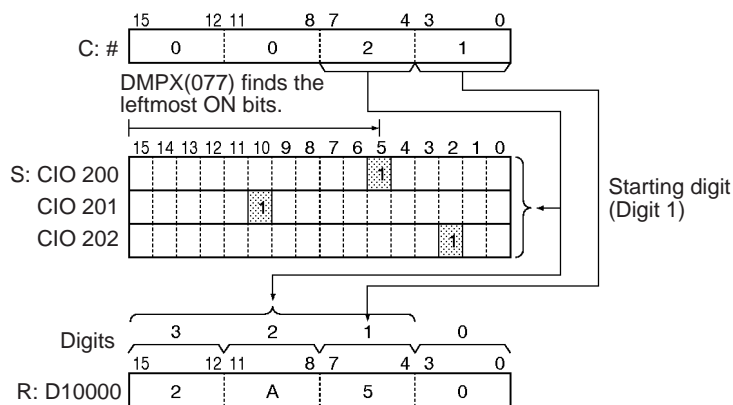 15 12 11 8 7 4 3 0
C: # 0 0 2 1
DMPX(077) finds the
leftmost ON bits.
15 14 13 12 11 10 9 8 7 6 5 4 3 2 1 0
S: CIO 200 1
CIO 201 1
CIO 202 1
Starting digit
(Digit 1)
Digits 3 2 1 0
15 12 11 8 7 4 3 0
R: D10000 2 A 5 0